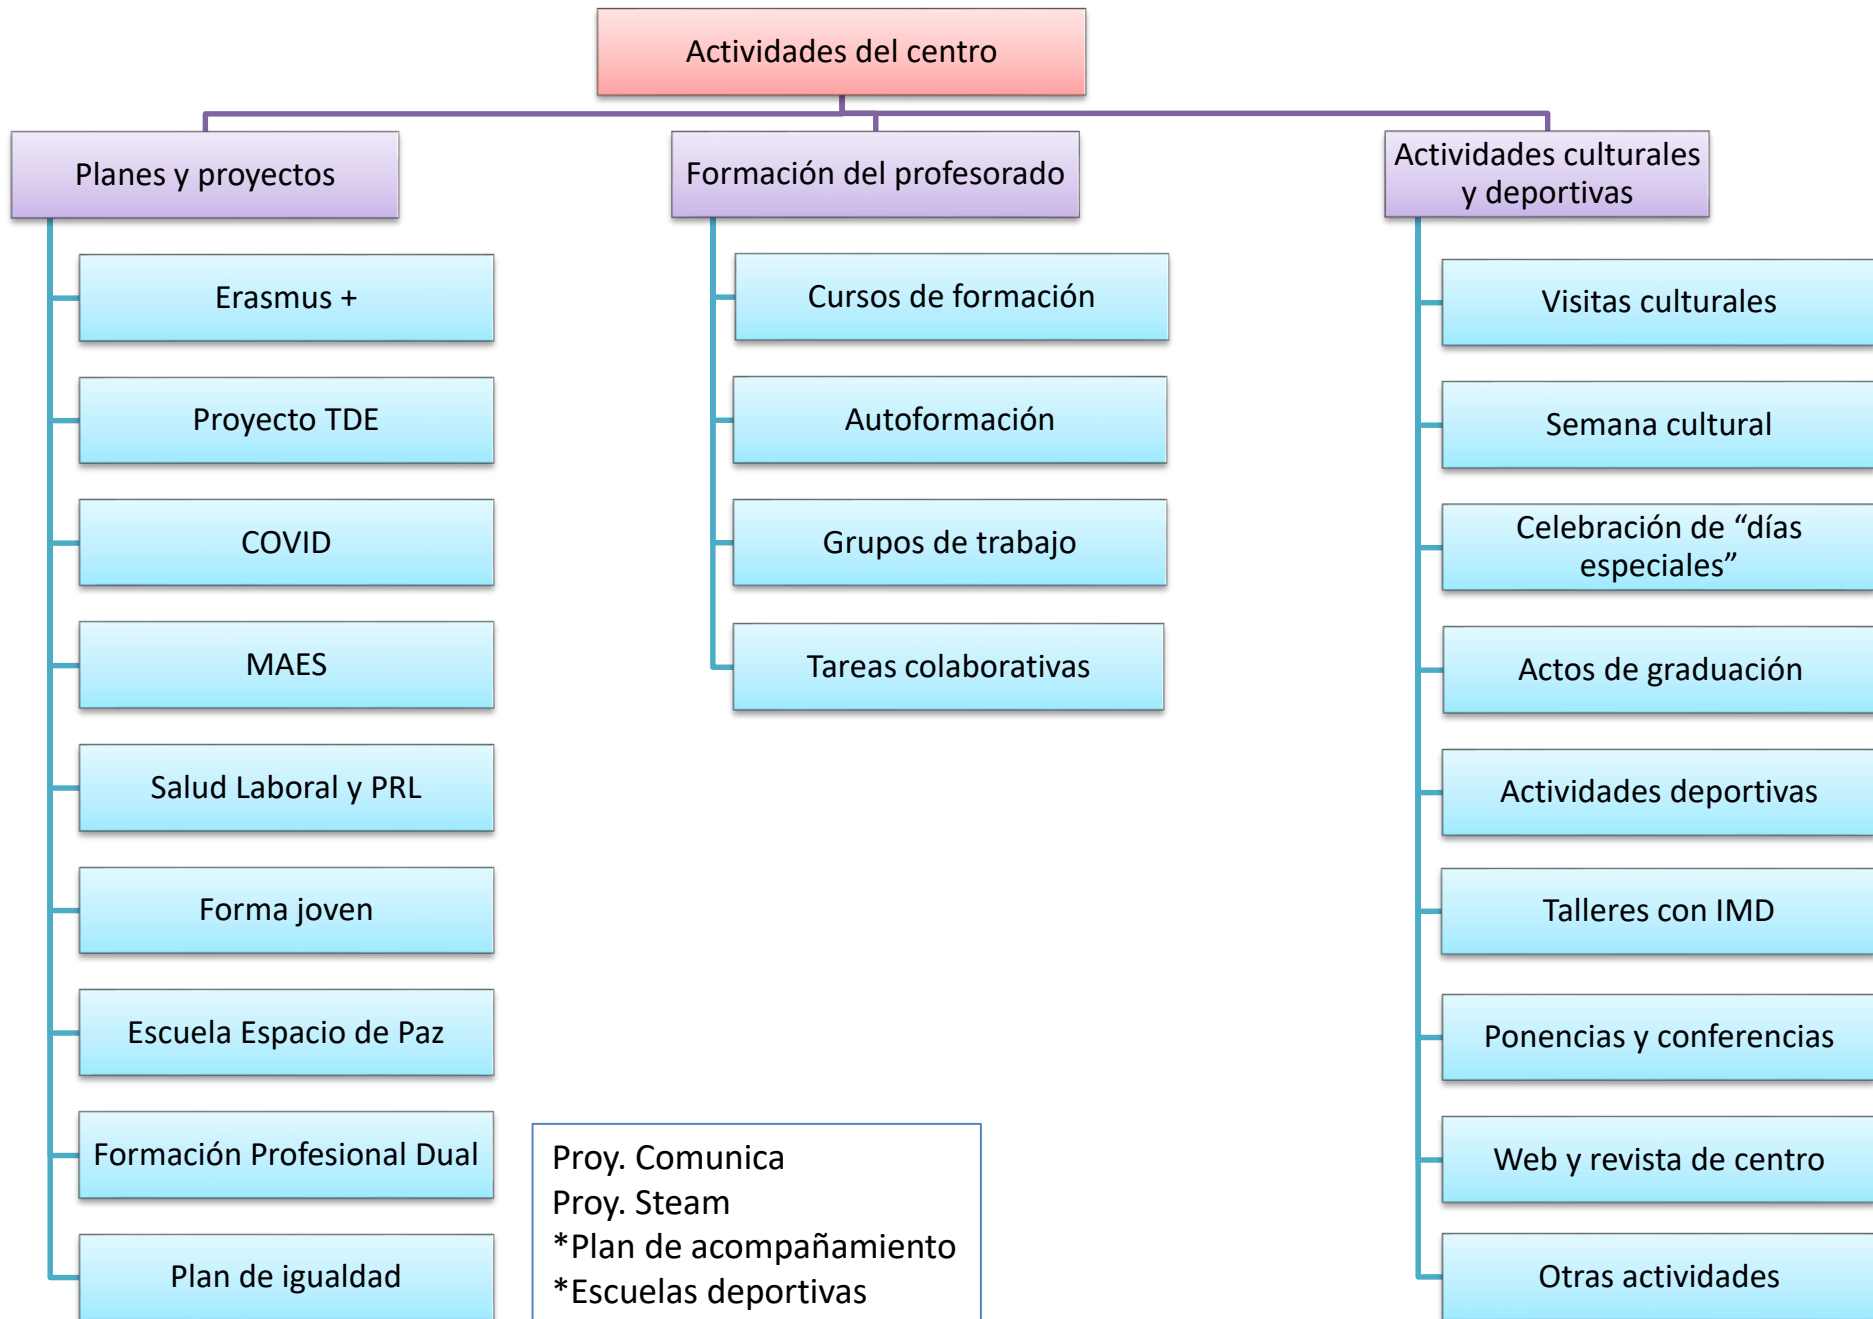 Actividades del centro
Planes y proyectos
Erasmus +
Proyecto TDE
COVID
MAES
Salud Laboral y PRL
Forma joven
Escuela Espacio de Paz
Formación Profesional Dual
Plan de igualdad
Formación del profesorado
Cursos de formación
Autoformación
Grupos de trabajo
Tareas colaborativas
Proy. Comunica
Proy. Steam
*Plan de acompañamiento
*Escuelas deportivas
Actividades culturales
y deportivas
Visitas culturales
Semana cultural
Celebración de “días
especiales”
Actos de graduación
Actividades deportivas
Talleres con IMD
Ponencias y conferencias
Web y revista de centro
Otras actividades